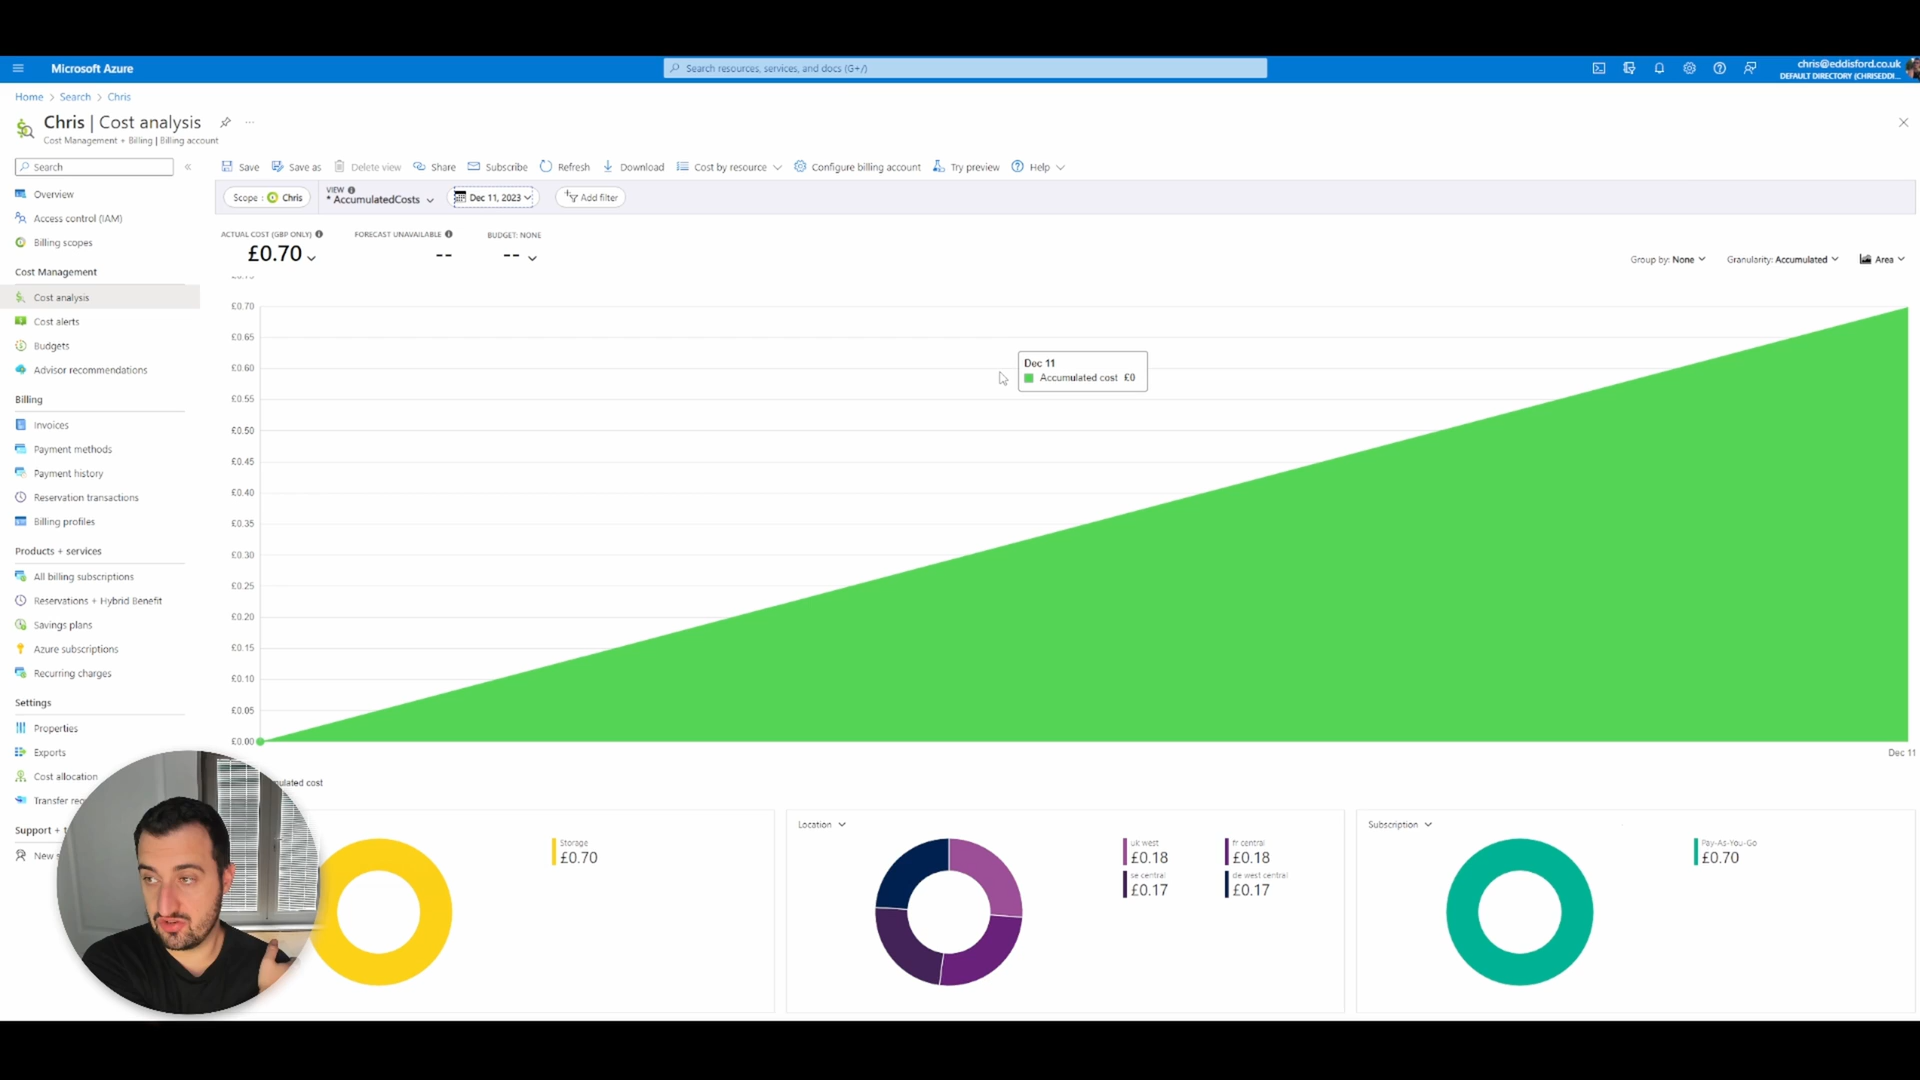 Microsoft Azure
Search resources, services, and docs (G+/)
chris@eddisford.co.uk
DEFAULT DIRECTORY (CHRISEDDI...
Home > Search > Chris
Chris | Cost analysis
Cost Management + Billing | Billing account
Search
Save
Save as
Delete view
Share
Subscribe
Refresh
Download
Cost by resource
Configure billing account
Try preview
Help
Scope : Chris
VIEW
* AccumulatedCosts
Dec 11, 2023
Add filter
ACTUAL COST (GBP ONLY)
£0.70
FORECAST UNAVAILABLE
--
BUDGET: NONE
--
Group by: None
Granularity: Accumulated
Area
Overview
Access control (IAM)
Billing scopes
Cost Management
Cost analysis
Cost alerts
Budgets
Advisor recommendations
Billing
Invoices
Payment methods
Payment history
Reservation transactions
Billing profiles
Products + services
All billing subscriptions
Reservations + Hybrid Benefit
Savings plans
Azure subscriptions
Recurring charges
Settings
Properties
Exports
Cost allocation
Transfer
Support +
New
£0.70
£0.65
£0.60
£0.55
£0.50
£0.45
£0.40
£0.35
£0.30
£0.25
£0.20
£0.15
£0.10
£0.05
£0.00
Dec 11
Accumulated cost £0
Dec 11
cost
Storage
£0.70
Location
uk west
£0.18
fr central
£0.18
se central
£0.17
de west central
£0.17
Subscription
Pay-As-You-Go
£0.70